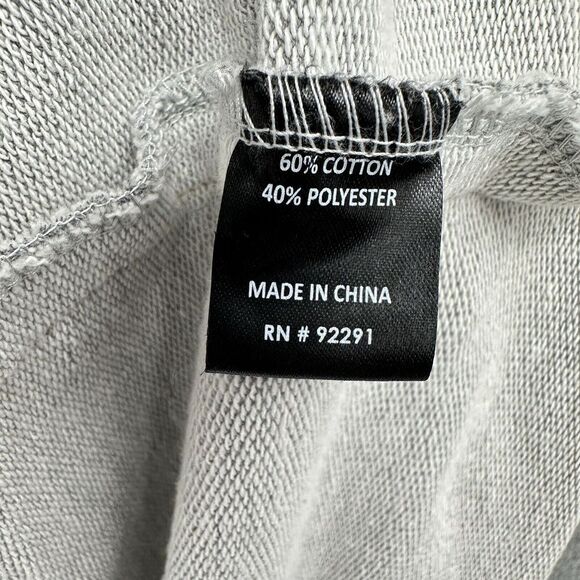 60% COTTON
40% POLYESTER
MADE IN CHINA
RN # 92291